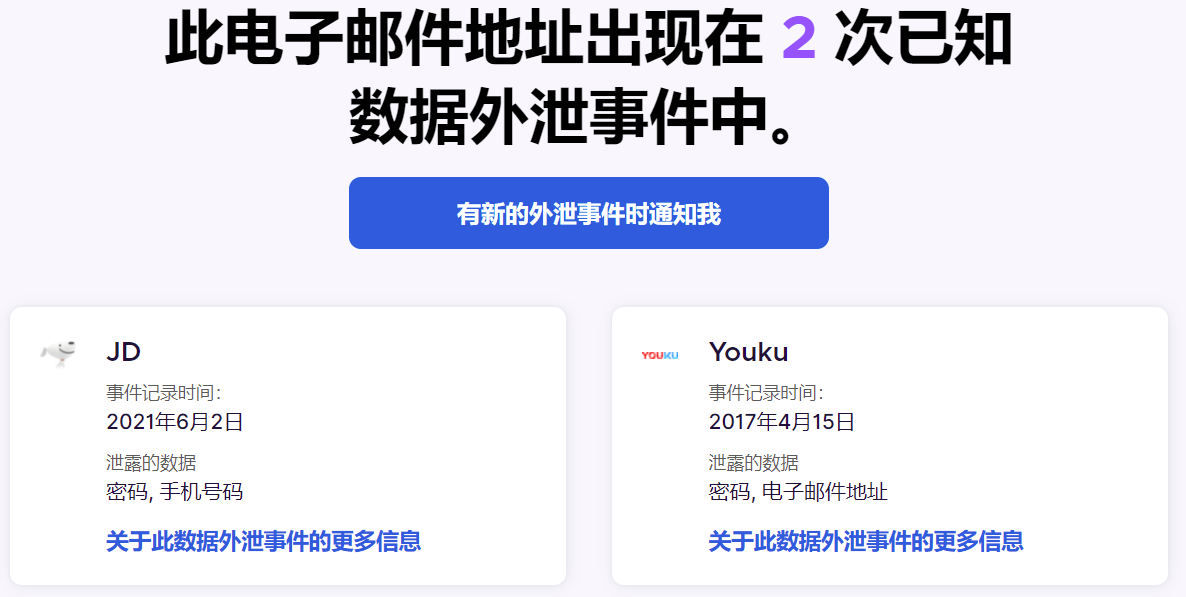 此电子邮件地址出现在 2 次已知
数据外泄事件中。
有新的外泄事件时通知我
JD
事件记录时间：
2021年6月2日
泄露的数据
密码, 手机号码
关于此数据外泄事件的更多信息
YOUKU
Youku
事件记录时间：
2017年4月15日
泄露的数据
密码, 电子邮件地址
关于此数据外泄事件的更多信息